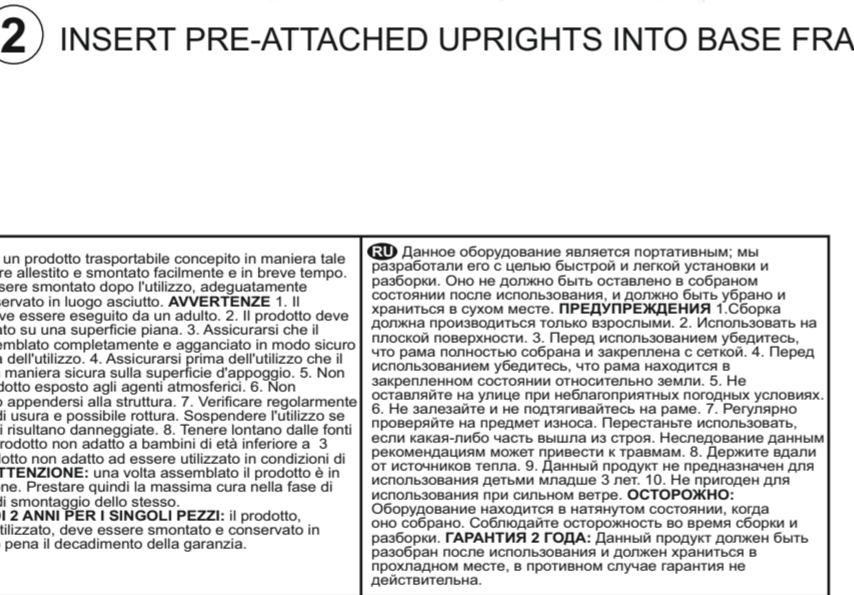 2 INSERT PRE-ATTACHED UPRIGHTS INTO BASE FRA
un prodotto trasportabile concepito in maniera tale
re allestito e smontato facilmente e in breve tempo.
sere smontato dopo l'utilizzo, adeguatamente
servato in luogo asciutto. AVVERTENZE 1. Il
ve essere eseguito da un adulto. 2. Il prodotto deve
ato su una superficie piana. 3. Assicurarsi che il
emblato completamente e agganciato in modo sicuro
a dell'utilizzo. 4. Assicurarsi prima dell'utilizzo che il
maniera sicura sulla superficie d'appoggio. 5. Non
dotto esposto agli agenti atmosferici. 6. Non
o appendersi alla struttura. 7. Verificare regolarmente
di usura e possibile rottura. Sospendere l'utilizzo se
i risultano danneggiate. 8. Tenere lontano dalle fonti
rodotto non adatto a bambini di età inferiore a 3
lotto non adatto ad essere utilizzato in condizioni di
TTENZIONE: una volta assemblato il prodotto è in
one. Prestare quindi la massima cura nella fase di
di smontaggio dello stesso.
DI 2 ANNI PER I SINGOLI PEZZI: il prodotto,
tilizzato, deve essere smontato e conservato in
pena il decadimento della garanzia.
RU Данное оборудование является портативным; мы
разработали его с целью быстрой и легкой установки и
разборки. Оно не должно быть оставлено в собраном
состоянии после использования, и должно быть убрано и
храниться в сухом месте. ПРЕДУПРЕЖДЕНИЯ 1.Сборка
должна производиться только взрослыми. 2. Использовать на
плоской поверхности. 3. Перед использованием убедитесь,
что рама полностью собрана и закреплена с сеткой. 4. Перед
использованием убедитесь, что рама находится в
закрепленном состоянии относительно земли. 5. Не
оставляйте на улице при неблагоприятных погодных условиях.
6. Не залезайте и не подтягивайтесь на раме. 7. Регулярно
проверяйте на предмет износа. Перестаньте использовать,
если какая-либо часть вышла из строя. Неследование данным
рекомендациям может привести к травмам. 8. Держите вдали
от источников тепла. 9. Данный продукт не предназначен для
использования детьми младше 3 лет. 10. Не пригоден для
использования при сильном ветре. ОСТОРОЖНО:
Оборудование находится в натянутом состоянии, когда
оно собрано. Соблюдайте осторожность во время сборки и
разборки. ГАРАНТИЯ 2 ГОДА: Данный продукт должен быть
разобран после использования и должен храниться в
прохладном месте, в противном случае гарантия не
действительна.